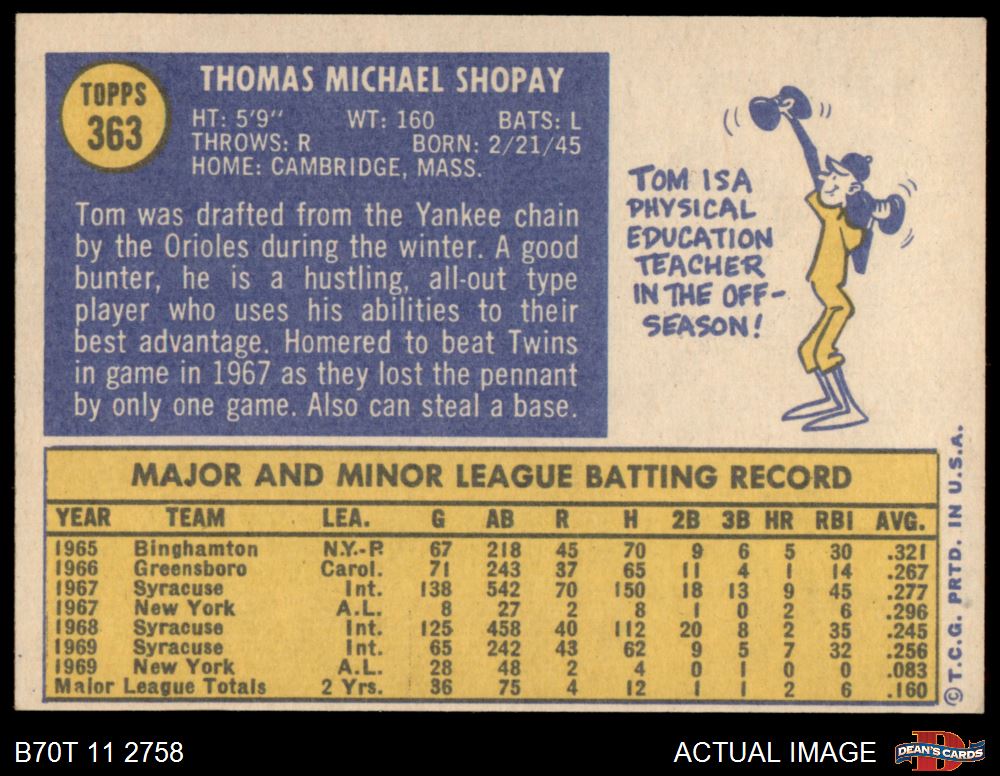 TOPPS
363
THOMAS MICHAEL SHOPAY
HT: 5'9" WT: 160 BATS: L
THROWS: R BORN: 2/21/45
HOME: CAMBRIDGE, MASS.
Tom was drafted from the Yankee chain
by the Orioles during the winter. A good
bunter, he is a hustling, all-out type
player who uses his abilities to their
best advantage. Homered to beat Twins
in game in 1967 as they lost the pennant
by only one game. Also can steal a base.
TOM IS A
PHYSICAL
EDUCATION
TEACHER
IN THE OFF-
SEASON!
MAJOR AND MINOR LEAGUE BATTING RECORD
YEAR TEAM LEA. G AB R H 2B 3B HR RBI AVG.
1965 Binghamton N.Y.-P. 67 218 45 70 9 6 5 30 .321
1966 Greensboro Carol. 71 243 37 65 11 4 1 14 .267
1967 Syracuse Int. 138 542 70 150 18 13 9 45 .277
1967 New York A.L. 8 27 2 8 1 0 2 6 .296
1968 Syracuse Int. 125 458 40 112 20 8 2 35 .245
1969 Syracuse Int. 65 242 43 62 9 5 7 32 .256
1969 New York A.L. 28 48 2 4 0 1 0 0 .083
Major League Totals 2 Yrs. 36 75 4 12 1 1 2 6 .160
© T.C.G. PRTD. IN U.S.A.
B70T 11 2758
ACTUAL IMAGE
DEAN'S CARDS